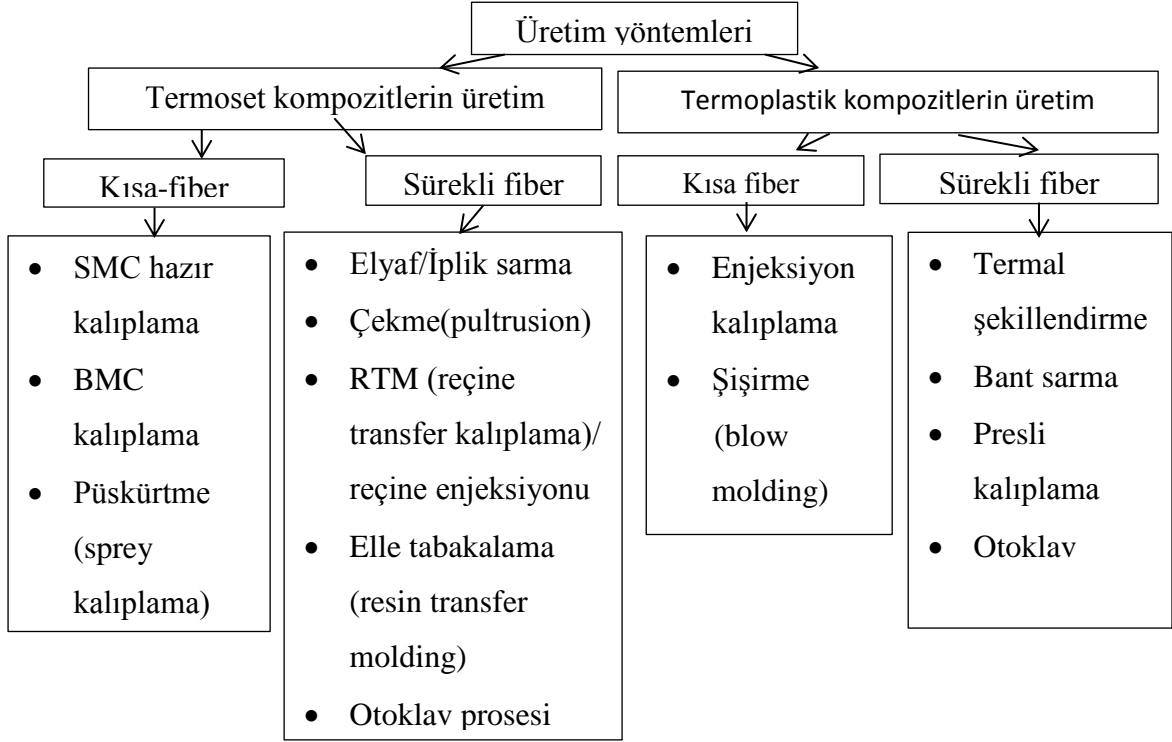 Üretim yöntemleri
Termoset kompozitlerin üretim
Termoplastik kompozitlerin üretim
Kısa-fiber
Sürekli fiber
Kısa fiber
Sürekli fiber
• SMC hazır
kalıplama
• BMC
kalıplama
• Püskürtme
(sprey
kalıplama)
• Elyaf/İplik sarma
• Çekme(pultrusion)
• RTM (reçine
transfer kalıplama)/
reçine enjeksiyonu
• Elle tabakalama
(resin transfer
molding)
• Otoklav prosesi
• Enjeksiyon
kalıplama
• Şişirme
(blow
molding)
• Termal
şekillendirme
• Bant sarma
• Presli
kalıplama
• Otoklav